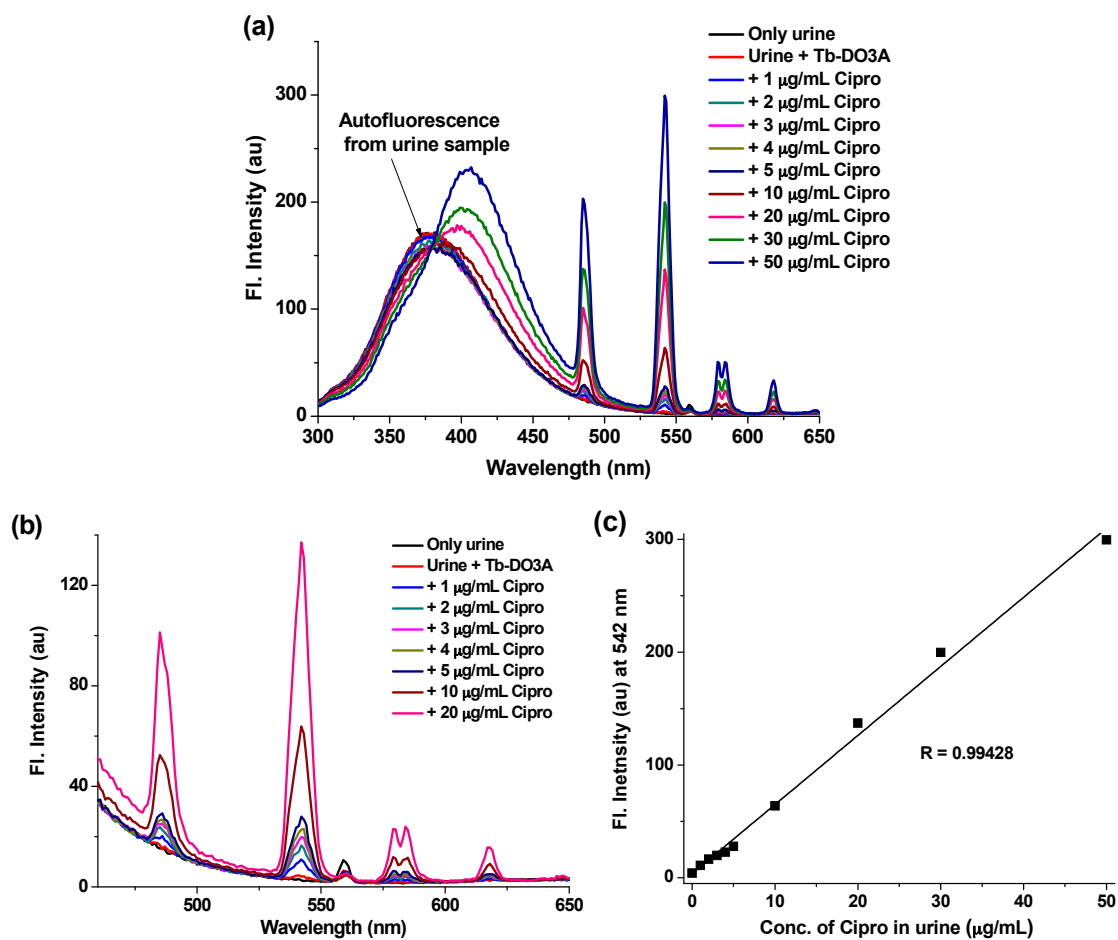 (a)
Only urine
Urine + Tb-DO3A
+ 1 μg/mL Cipro
+ 2 μg/mL Cipro
+ 3 μg/mL Cipro
+ 4 μg/mL Cipro
+ 5 μg/mL Cipro
+ 10 μg/mL Cipro
+ 20 μg/mL Cipro
+ 30 μg/mL Cipro
+ 50 μg/mL Cipro
Autofluorescence
from urine sample
Fl. Intensity (au)
300
200
100
0
300 350 400 450 500 550 600 650
Wavelength (nm)
(b)
Only urine
Urine + Tb-DO3A
+ 1 μg/mL Cipro
+ 2 μg/mL Cipro
+ 3 μg/mL Cipro
+ 4 μg/mL Cipro
+ 5 μg/mL Cipro
+ 10 μg/mL Cipro
+ 20 μg/mL Cipro
Fl. Intensity (au)
120
80
40
0
500 550 600 650
Wavelength (nm)
(c)
Fl. Inetnsity (au) at 542 nm
300
200
100
0
R = 0.99428
0 10 20 30 40 50
Conc. of Cipro in urine (μg/mL)